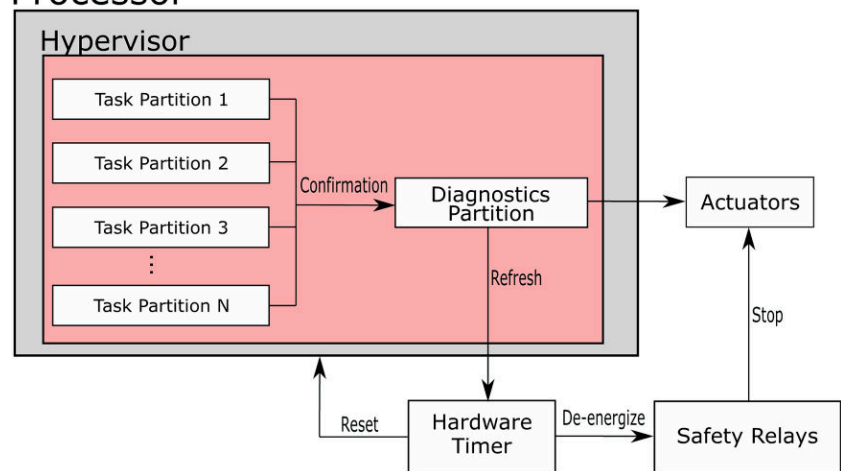 Processor
Hypervisor
Task Partition 1
Task Partition 2
Task Partition 3
⋮
Task Partition N
Confirmation
Diagnostics
Partition
Actuators
Refresh
Stop
Reset
Hardware
Timer
De-energize
Safety Relays